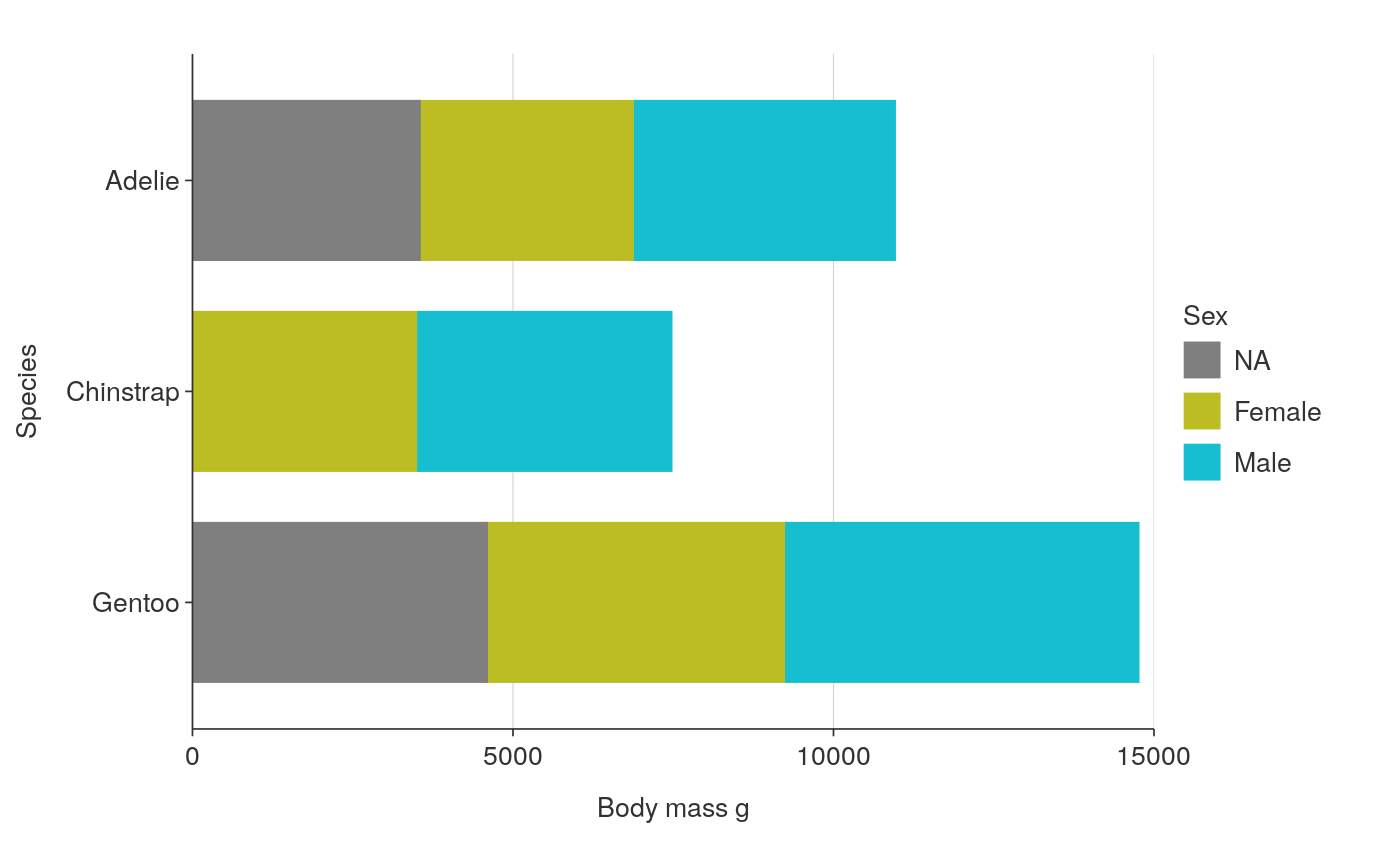 Adelie
Chinstrap
Gentoo
Species
0
5000
10000
15000
Body mass g
Sex
NA
Female
Male